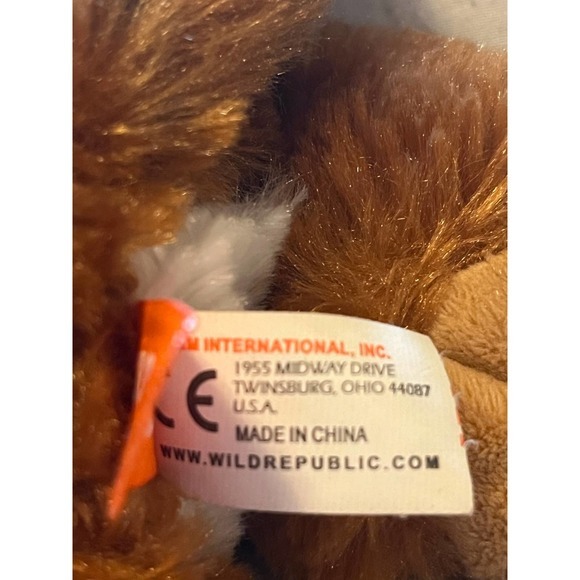 M INTERNATIONAL, INC.
1955 MIDWAY DRIVE
TWINSBURG, OHIO 44087
U.S.A.
CE
MADE IN CHINA
WWW.WILDREPUBLIC.COM